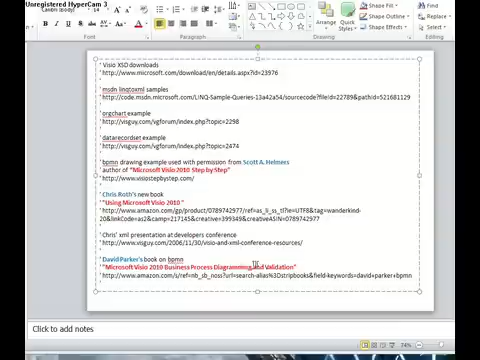 Unregistered HyperCam 3
Calibri (Body)
Shape Fill
Shape Outline
Shape Effects
Find
Replace
Select
Font
Paragraph
Drawing
Editing
' Visio XSD downloads
' http://www.microsoft.com/download/en/details.aspx?id=23976
' msdn linqtoxml samples
' http://code.msdn.microsoft.com/LINQ-Sample-Queries-13a42a54/sourcecode?fileId=22789&pathId=521681129
' orgchart example
' http://visguy.com/vgforum/index.php?topic=2298
' datarecordset example
' http://visguy.com/vgforum/index.php?topic=2474
' bpmn drawing example used with permission from Scott A. Helmers
' author of "Microsoft Visio 2010 Step by Step"
' http://www.visiostepbystep.com/
' Chris Roth's new book
' "Using Microsoft Visio 2010 "
' http://www.amazon.com/gp/product/0789742977/ref=as_li_ss_tl?ie=UTF8&tag=wanderkind-
20&linkCode=as2&camp=217145&creative=399349&creativeASIN=0789742977
' Chris' xml presentation at developers conference
' http://www.visguy.com/2006/11/30/visio-and-xml-conference-resources/
' David Parker's book on bpmn
' "Microsoft Visio 2010 Business Process Diagramming and Validation"
' http://www.amazon.com/s/ref=nb_sb_noss?url=search-alias%3Dstripbooks&field-keywords=david+parker+bpmn
Click to add notes
74%